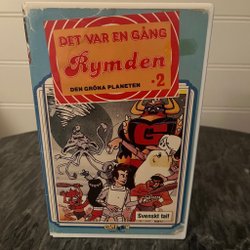 DET VAR EN GÅNG
Rymden
DEN GRÖNA PLANETEN • 2
G
Svenskt tal!